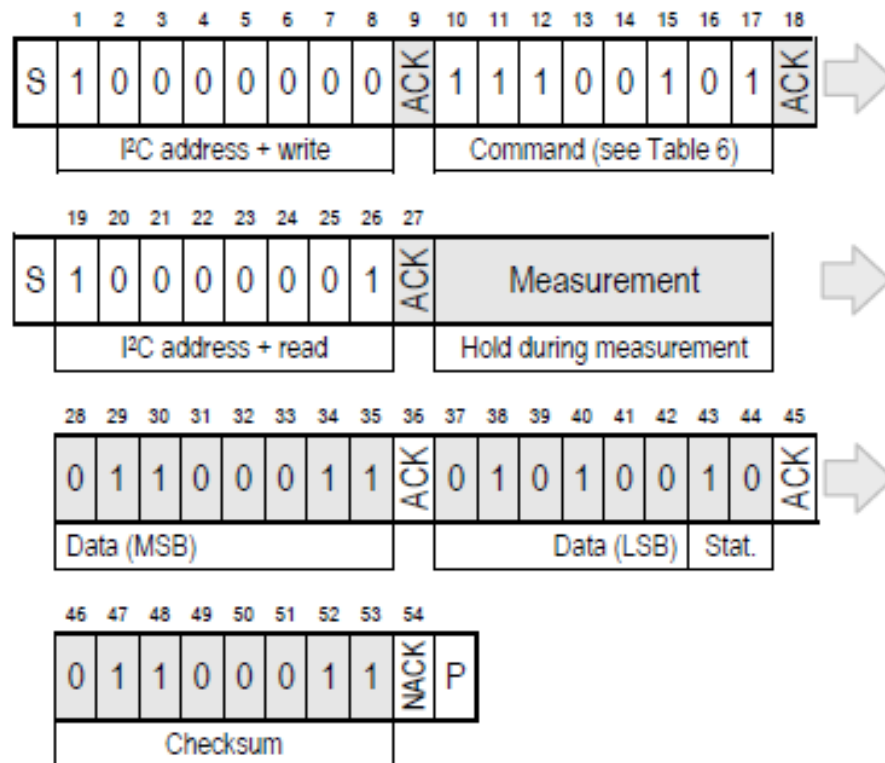 1 2 3 4 5 6 7 8 9 10 11 12 13 14 15 16 17 18
S 1 0 0 0 0 0 0 0 ACK 1 1 1 0 0 1 0 1 ACK
I²C address + write Command (see Table 6)
19 20 21 22 23 24 25 26 27
S 1 0 0 0 0 0 0 1 ACK Measurement
I²C address + read Hold during measurement
28 29 30 31 32 33 34 35 36 37 38 39 40 41 42 43 44 45
0 1 1 0 0 0 1 1 ACK 0 1 0 1 0 0 1 0 ACK
Data (MSB) Data (LSB) Stat.
46 47 48 49 50 51 52 53 54
0 1 1 0 0 0 1 1 NACK P
Checksum